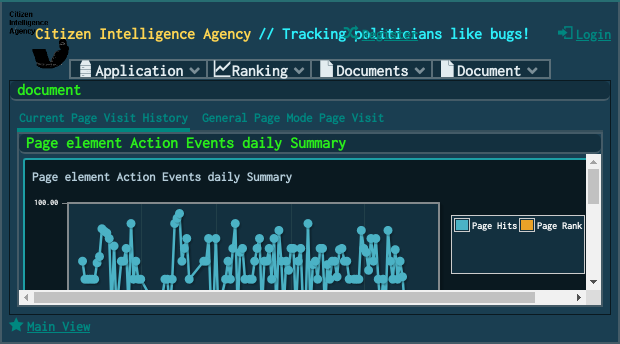 Citizen
Intelligence
Agency
Citizen Intelligence Agency // Tracking politicians like bugs!
Register
Login
Application
Ranking
Documents
Document
document
Current Page Visit History
General Page Mode Page Visit
Page element Action Events daily Summary
Page element Action Events daily Summary
100.00
Page Hits
Page Rank
Main View